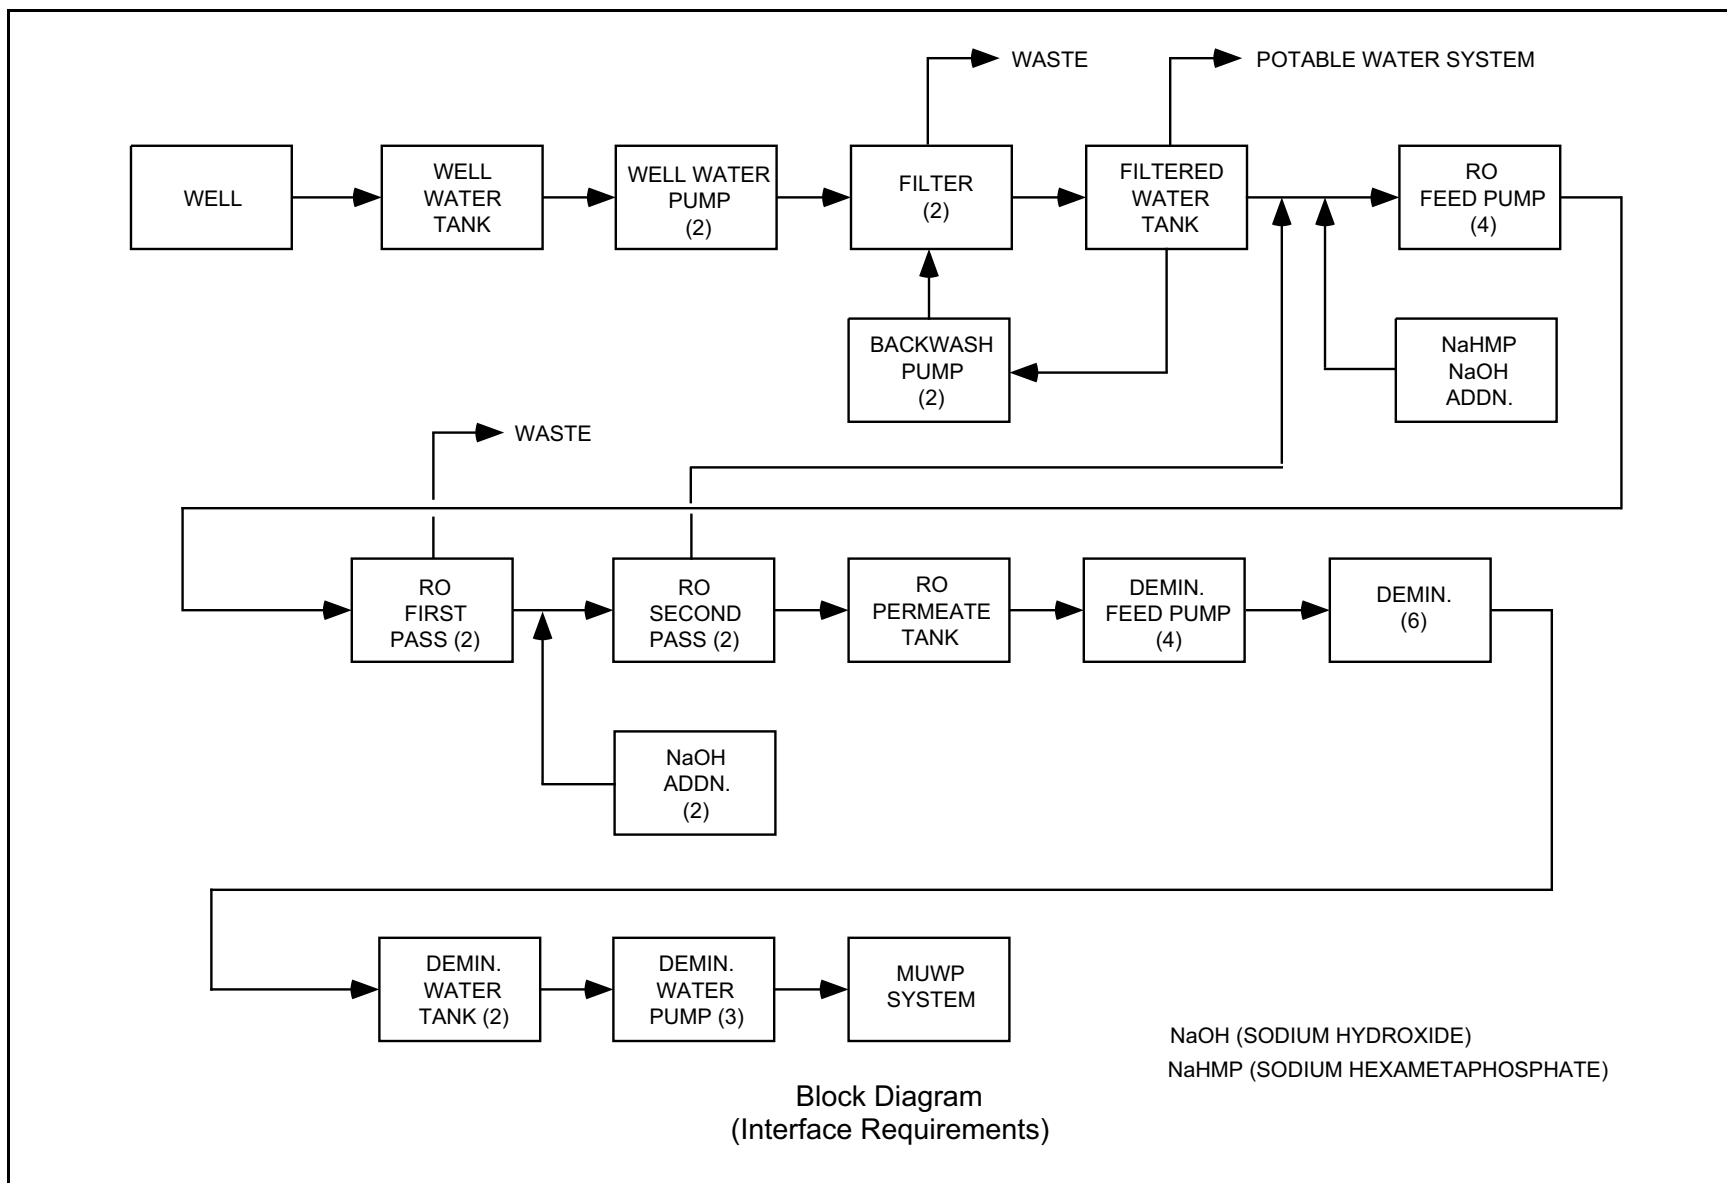 WASTE
POTABLE WATER SYSTEM
WELL
WELL
WATER
TANK
WELL WATER
PUMP
(2)
FILTER
(2)
FILTERED
WATER
TANK
RO
FEED PUMP
(4)
BACKWASH
PUMP
(2)
NaHMP
NaOH
ADDN.
WASTE
RO
FIRST
PASS (2)
RO
SECOND
PASS (2)
RO
PERMEATE
TANK
DEMIN.
FEED PUMP
(4)
DEMIN.
(6)
NaOH
ADDN.
(2)
DEMIN.
WATER
TANK (2)
DEMIN.
WATER
PUMP (3)
MUWP
SYSTEM
NaOH (SODIUM HYDROXIDE)
NaHMP (SODIUM HEXAMETAPHOSPHATE)
Block Diagram
(Interface Requirements)